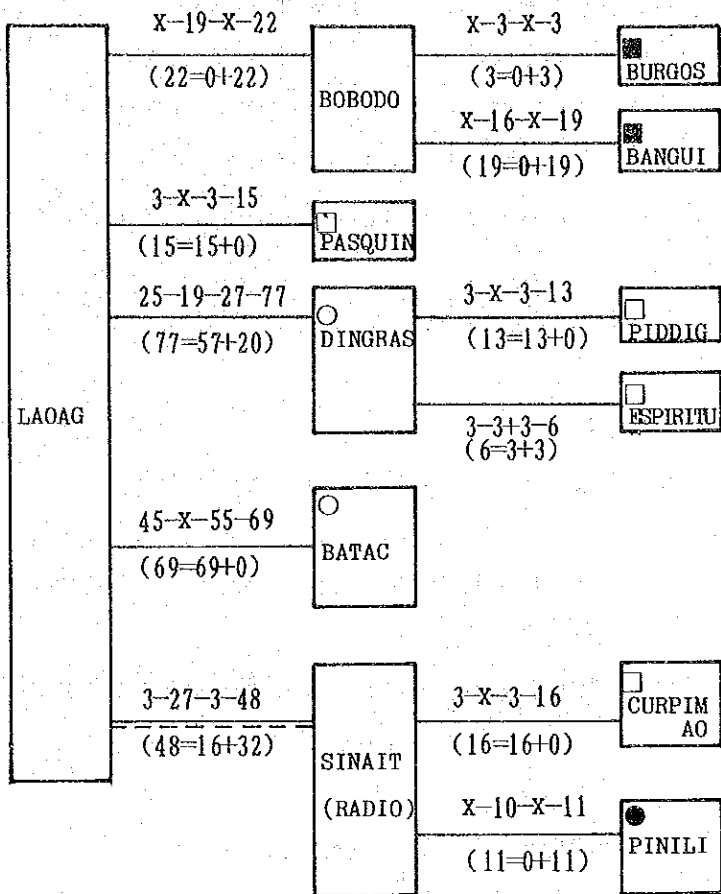 X-19-X-22
(22=0+22)
BOBODO
X-3-X-3
(3=0+3)
BURGOS
X-16-X-19
(19=0+19)
BANGUI
3-X-3-15
(15=15+0)
PASQUIN
25-19-27-77
(77=57+20)
DINGRAS
3-X-3-13
(13=13+0)
PIDDIG
LAOAG
3-3+3-6
(6=3+3)
ESPIRITU
45-X-55-69
(69=69+0)
BATAC
3-27-3-48
(48=16+32)
SINAIT
(RADIO)
3-X-3-16
(16=16+0)
CURPIM
AO
X-10-X-11
(11=0+11)
PINILI